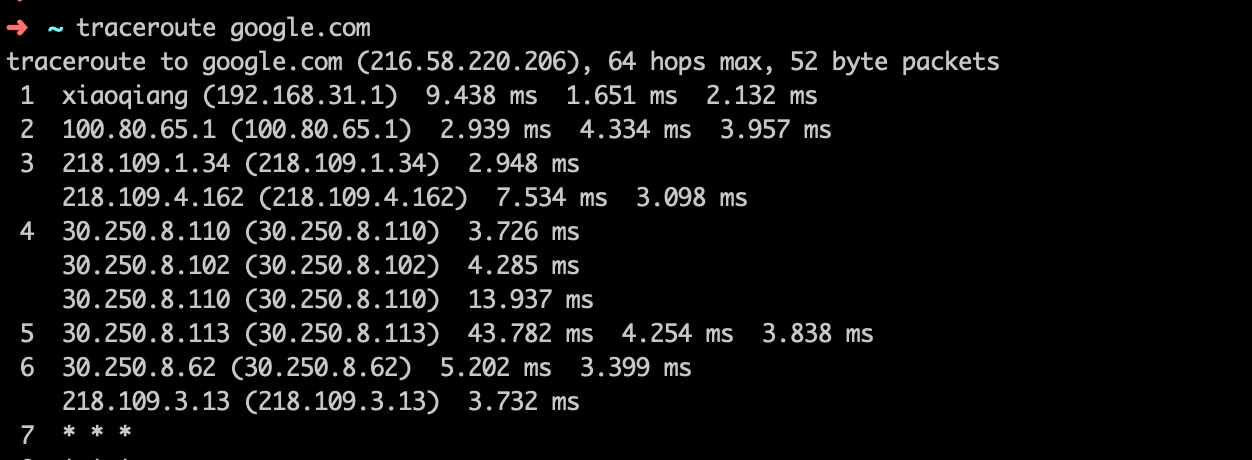 ➜ ~ traceroute google.com
traceroute to google.com (216.58.220.206), 64 hops max, 52 byte packets
1 xiaoqiang (192.168.31.1) 9.438 ms 1.651 ms 2.132 ms
2 100.80.65.1 (100.80.65.1) 2.939 ms 4.334 ms 3.957 ms
3 218.109.1.34 (218.109.1.34) 2.948 ms
218.109.4.162 (218.109.4.162) 7.534 ms 3.098 ms
4 30.250.8.110 (30.250.8.110) 3.726 ms
30.250.8.102 (30.250.8.102) 4.285 ms
30.250.8.110 (30.250.8.110) 13.937 ms
5 30.250.8.113 (30.250.8.113) 43.782 ms 4.254 ms 3.838 ms
6 30.250.8.62 (30.250.8.62) 5.202 ms 3.399 ms
218.109.3.13 (218.109.3.13) 3.732 ms
7 * * *